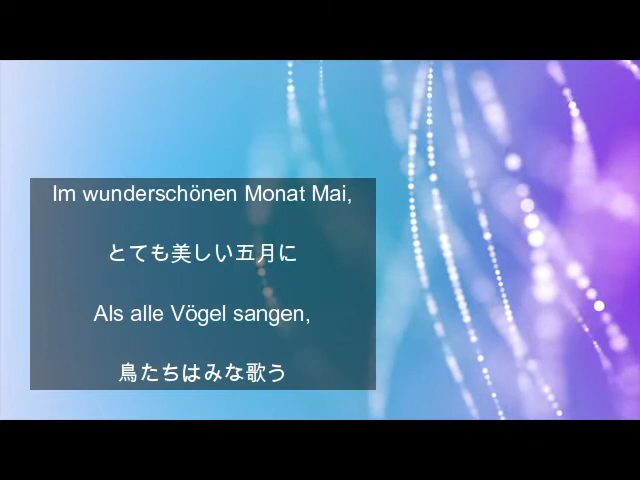 Im wunderschönen Monat Mai,
とても美しい五月に
Als alle Vögel sangen,
鳥たちはみな歌う